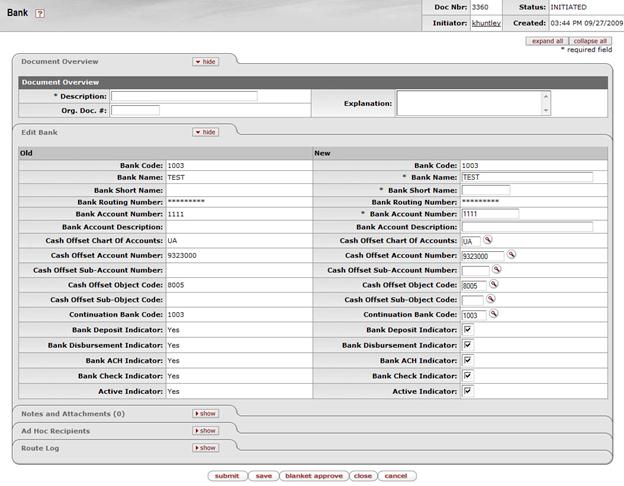 Bank ?
Doc Nbr: 3360 Status: INITIATED
Initiator: khuntley Created: 03:44 PM 09/27/2009
expand all collapse all
* required field
Document Overview hide
Document Overview
* Description: Explanation:
Org. Doc. #:
Edit Bank hide
Old New
Bank Code: 1003 Bank Code: 1003
Bank Name: TEST * Bank Name: TEST
Bank Short Name: * Bank Short Name:
Bank Routing Number: ********* Bank Routing Number: *********
Bank Account Number: 1111 * Bank Account Number: 1111
Bank Account Description: Bank Account Description:
Cash Offset Chart Of Accounts: UA Cash Offset Chart Of Accounts: UA
Cash Offset Account Number: 9323000 Cash Offset Account Number: 9323000
Cash Offset Sub-Account Number: Cash Offset Sub-Account Number:
Cash Offset Object Code: 8005 Cash Offset Object Code: 8005
Cash Offset Sub-Object Code: Cash Offset Sub-Object Code:
Continuation Bank Code: 1003 Continuation Bank Code: 1003
Bank Deposit Indicator: Yes Bank Deposit Indicator:
Bank Disbursement Indicator: Yes Bank Disbursement Indicator:
Bank ACH Indicator: Yes Bank ACH Indicator:
Bank Check Indicator: Yes Bank Check Indicator:
Active Indicator: Yes Active Indicator:
Notes and Attachments (0) show
Ad Hoc Recipients show
Route Log show
submit save blanket approve close cancel